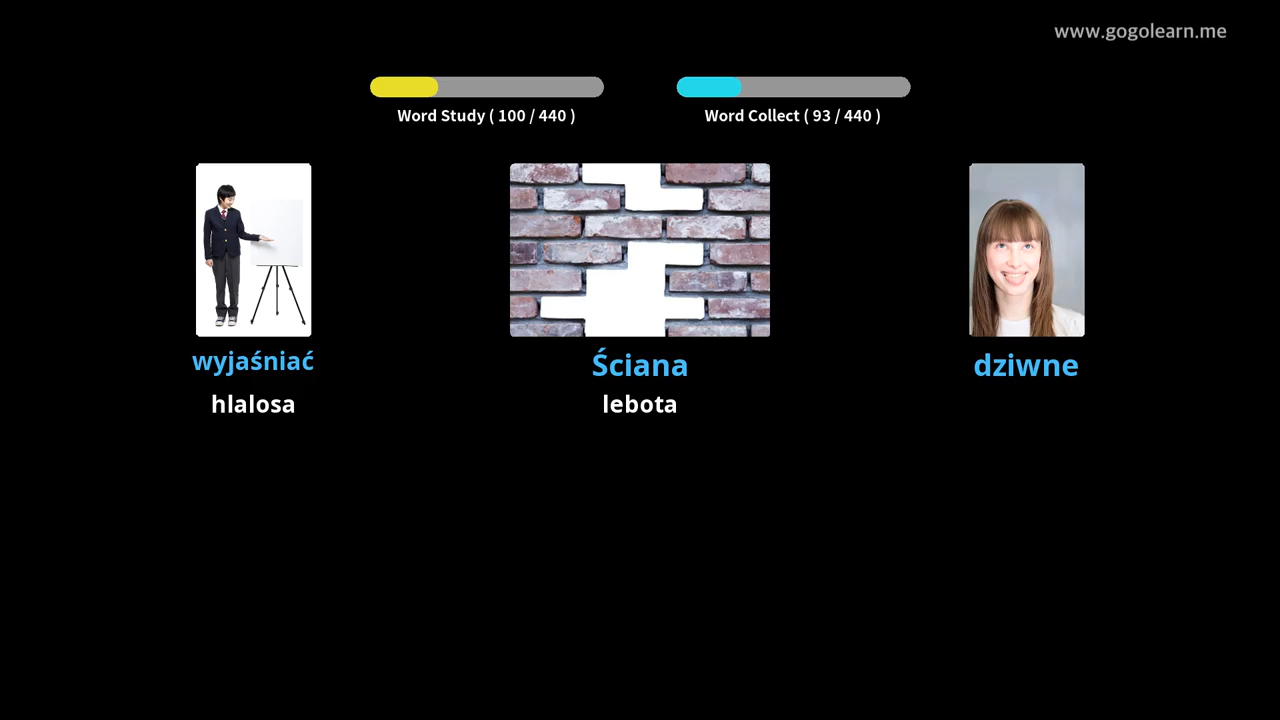 www.gogolearn.me
Word Study ( 100 / 440 )
Word Collect ( 93 / 440 )
wyjaśniać
Ściana
dziwne
hlalosa
lebota